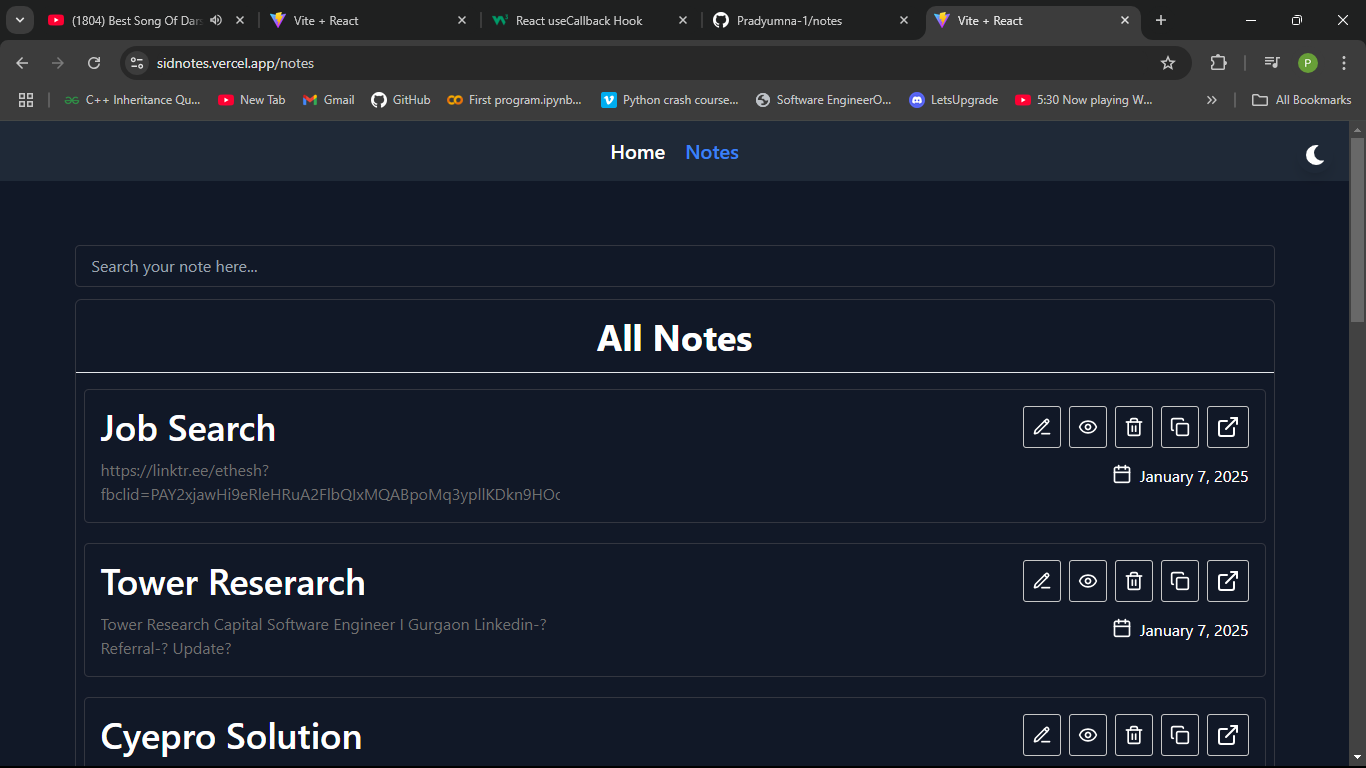 (1804) Best Song Of Dar
Vite + React
React useCallback Hook
Pradyumna-1/notes
Vite + React
sidnotes.vercel.app/notes
P
C++ Inheritance Qu...
New Tab
Gmail
GitHub
First program.ipynb...
Python crash course...
Software EngineerO...
LetsUpgrade
5:30 Now playing W...
All Bookmarks
Home
Notes
Search your note here...
All Notes
Job Search
https://linktr.ee/ethesh?
fbclid=PAY2xjawHi9eRleHRuA2FlbQIxMQABpoMq3ypllKDkn9HOc
January 7, 2025
Tower Reserarch
Tower Research Capital Software Engineer I Gurgaon Linkedin-?
Referral-? Update?
January 7, 2025
Cyepro Solution